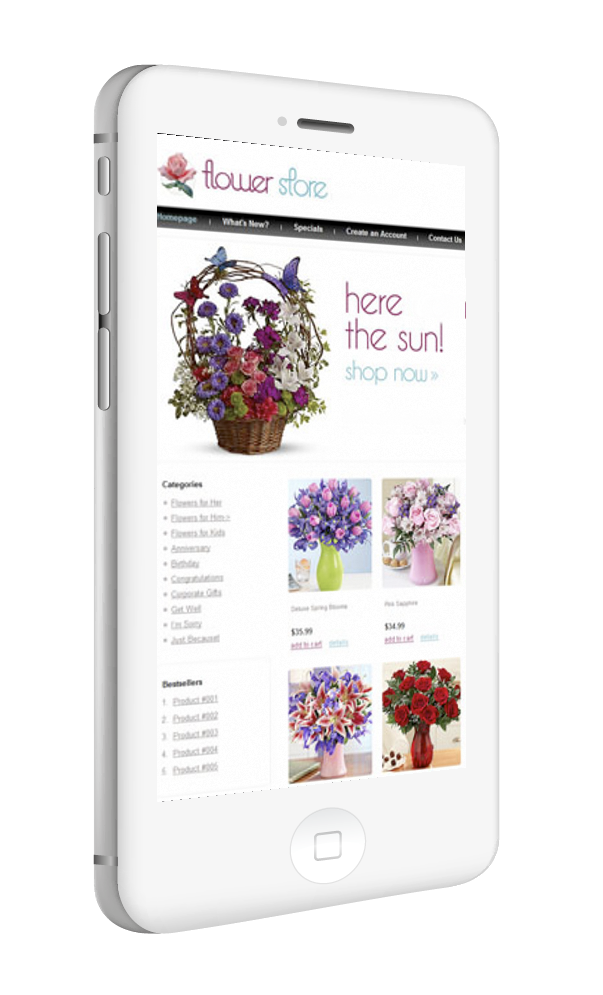 flower store
Homepage | What's New? | Specials | Create an Account | Contact Us
here
the sun!
shop now »
Categories
Flowers for Her
Flowers for Him->
Flowers for Kids
Anniversary
Birthday
Congratulations
Corporate Gifts
Get Well
I'm Sorry
Just Because!
Deluxe Spring Blooms
$35.99
add to cart details
Pink Sapphire
$34.99
add to cart details
Bestsellers
1. Product #001
2. Product #002
3. Product #003
4. Product #004
5. Product #005